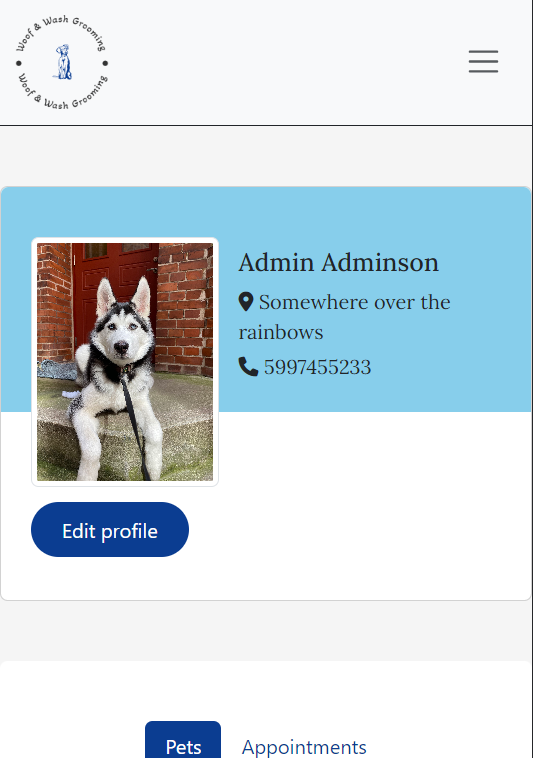 Woof & Wash Grooming
Woof & Wash Grooming
Admin Adminson
Somewhere over the
rainbows
5997455233
Edit profile
Pets
Appointments